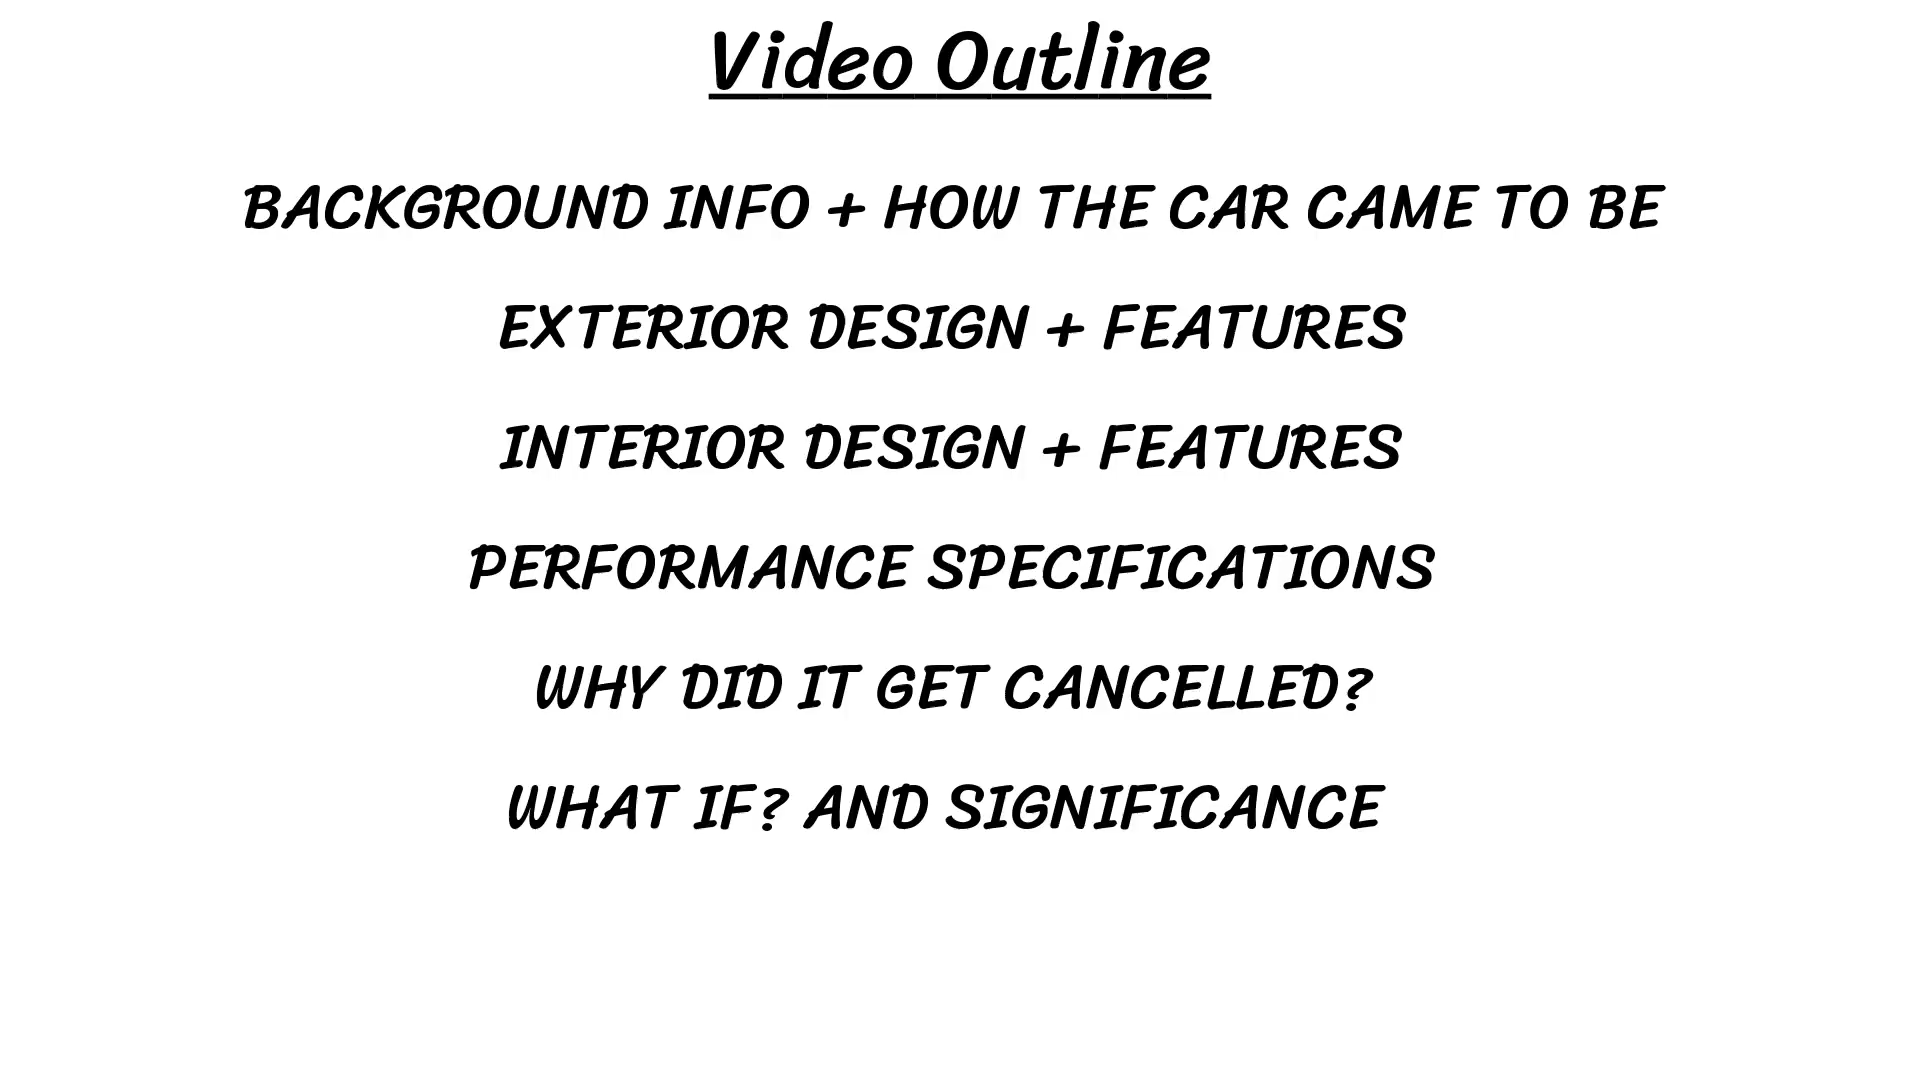 Video Outline
BACKGROUND INFO + HOW THE CAR CAME TO BE
EXTERIOR DESIGN + FEATURES
INTERIOR DESIGN + FEATURES
PERFORMANCE SPECIFICATIONS
WHY DID IT GET CANCELLED?
WHAT IF? AND SIGNIFICANCE